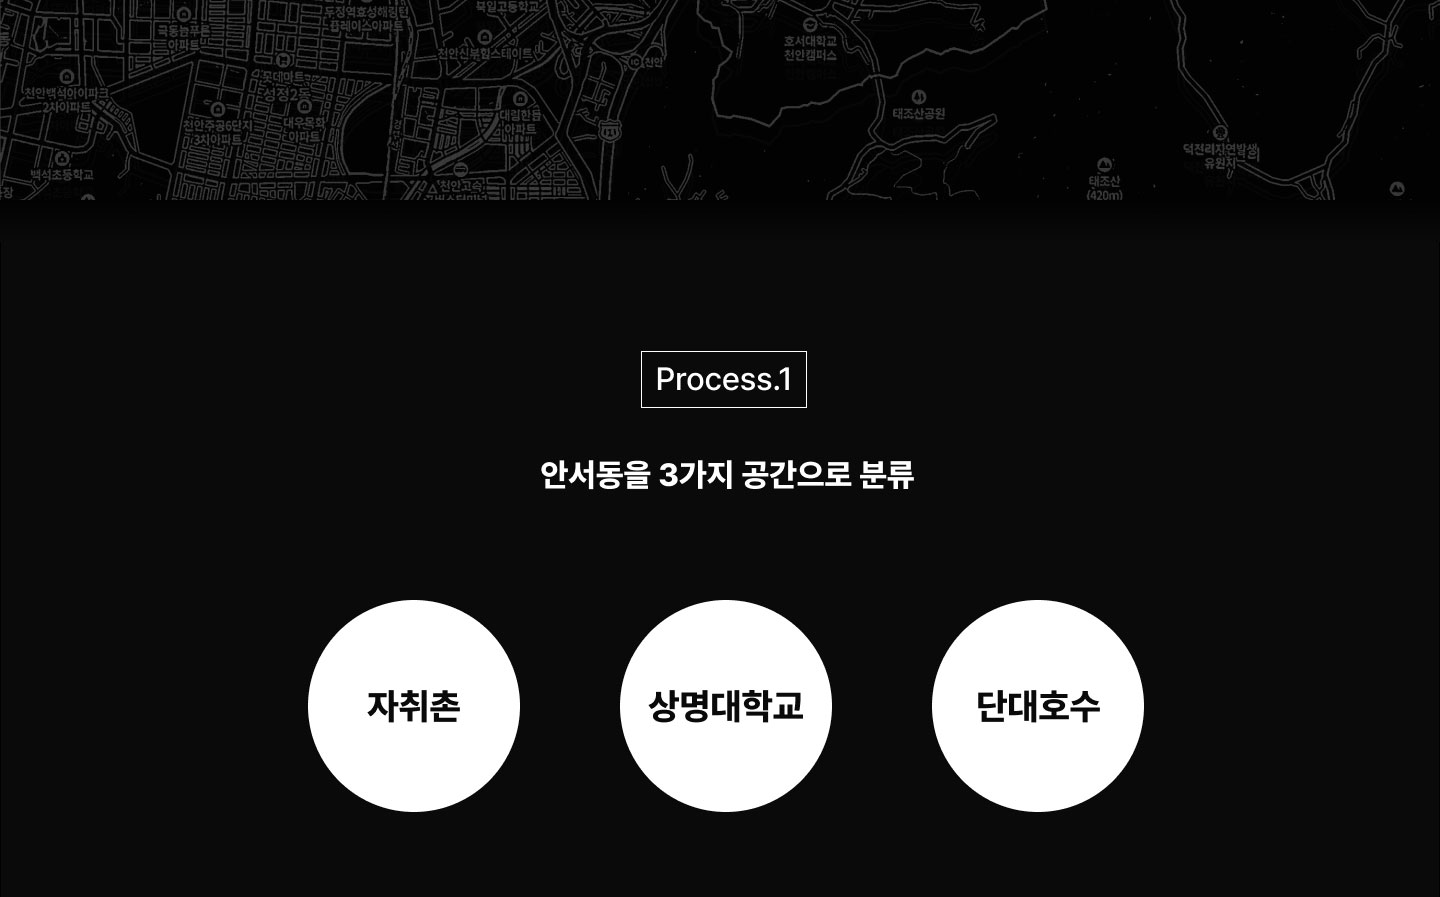 두정역효성해링턴
플레이스아파트
북일고등학교
극동늘푸른
아파트
천안신부힐스테이트
호서대학교
천안캠퍼스
IC 천안
롯데마트
성정2동
천안백석아이파크
2차아파트
대우목화
아파트
천안주공6단지
3차아파트
대림한들
아파트
태조산공원
덕전리자연발생
유원지
백석초등학교
태조산
(420m)
천안고속
Process.1
안서동을 3가지 공간으로 분류
자취촌
상명대학교
단대호수